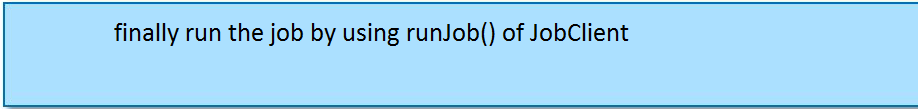 finally run the job by using runJob() of JobClient